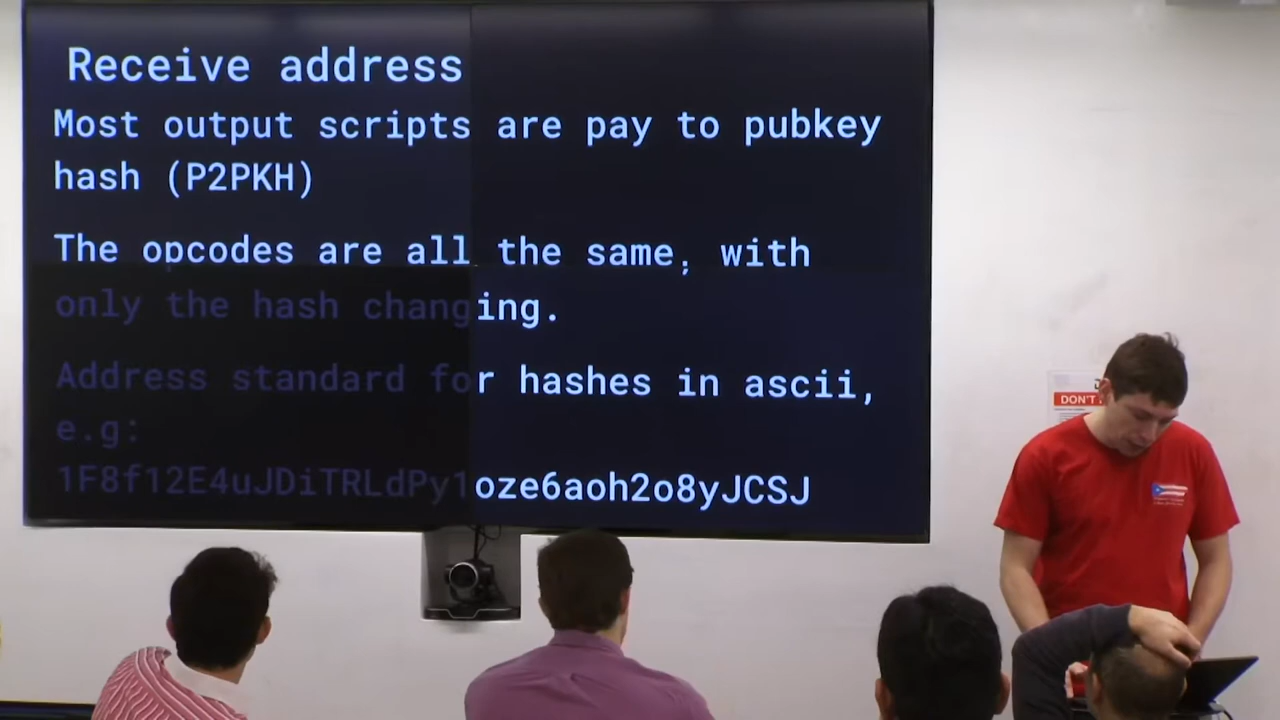 Receive address
Most output scripts are pay to pubkey
hash (P2PKH)
The opcodes are all the same, with
only the hash changing.
Address standard for hashes in ascii,
e.g:
1F8f12E4uJDiTRLdPy1oze6aoh2o8yJCSJ
DON'T